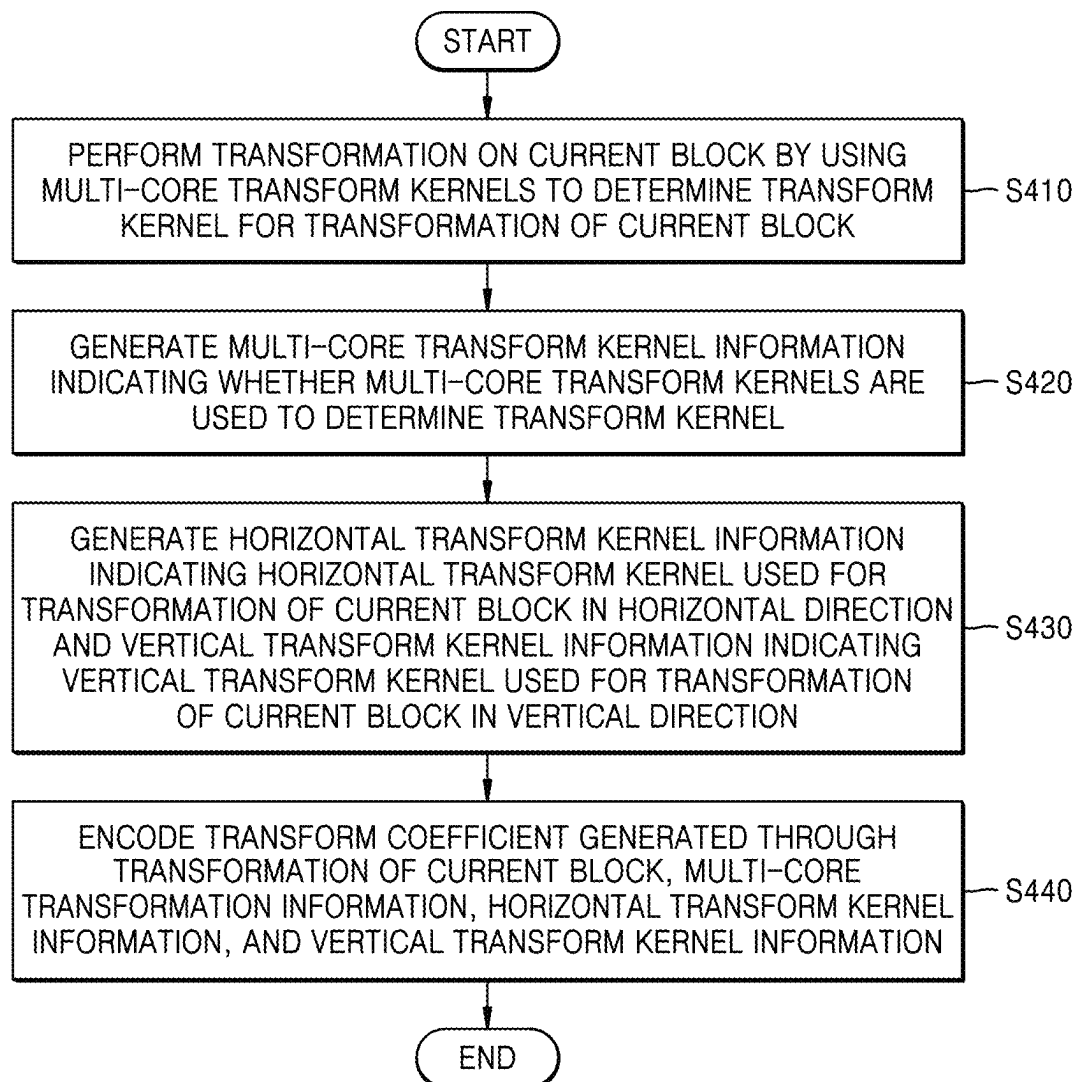 START
PERFORM TRANSFORMATION ON CURRENT BLOCK BY USING
MULTI-CORE TRANSFORM KERNELS TO DETERMINE TRANSFORM
KERNEL FOR TRANSFORMATION OF CURRENT BLOCK
S410
GENERATE MULTI-CORE TRANSFORM KERNEL INFORMATION
INDICATING WHETHER MULTI-CORE TRANSFORM KERNELS ARE
USED TO DETERMINE TRANSFORM KERNEL
S420
GENERATE HORIZONTAL TRANSFORM KERNEL INFORMATION
INDICATING HORIZONTAL TRANSFORM KERNEL USED FOR
TRANSFORMATION OF CURRENT BLOCK IN HORIZONTAL DIRECTION
AND VERTICAL TRANSFORM KERNEL INFORMATION INDICATING
VERTICAL TRANSFORM KERNEL USED FOR TRANSFORMATION
OF CURRENT BLOCK IN VERTICAL DIRECTION
S430
ENCODE TRANSFORM COEFFICIENT GENERATED THROUGH
TRANSFORMATION OF CURRENT BLOCK, MULTI-CORE
TRANSFORMATION INFORMATION, HORIZONTAL TRANSFORM KERNEL
INFORMATION, AND VERTICAL TRANSFORM KERNEL INFORMATION
S440
END